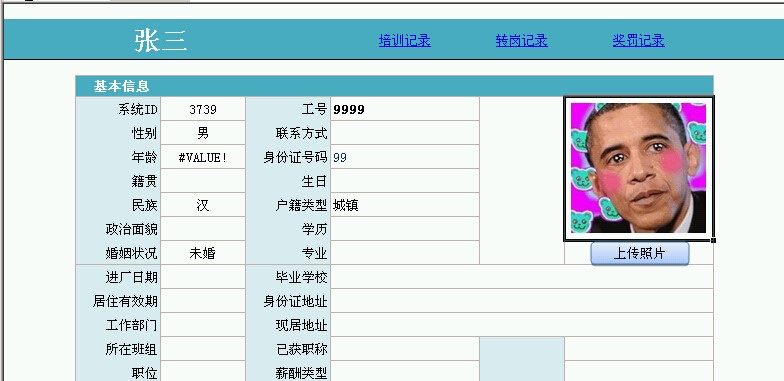 张三 培训记录 转岗记录 奖罚记录
基本信息
系统ID 3739 工号 9999
性别 男 联系方式
年龄 #VALUE! 身份证号码 99
籍贯 生日
民族 汉 户籍类型 城镇
政治面貌 学历
婚姻状况 未婚 专业 上传照片
进厂日期 毕业学校
居住有效期 身份证地址
工作部门 现居地址
所在班组 已获职称
职位 薪酬类型